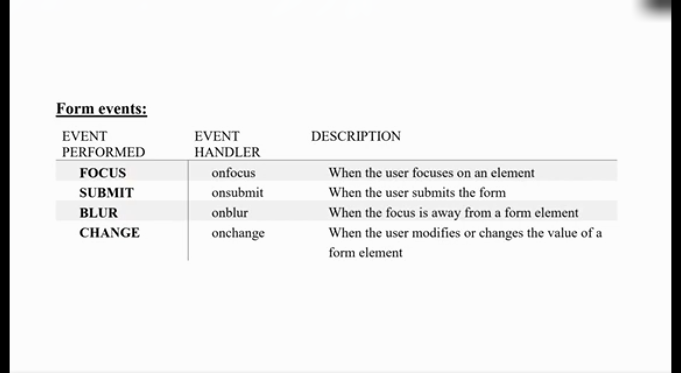 Form events:
EVENT PERFORMED EVENT HANDLER DESCRIPTION
FOCUS onfocus When the user focuses on an element
SUBMIT onsubmit When the user submits the form
BLUR onblur When the focus is away from a form element
CHANGE onchange When the user modifies or changes the value of a
form element